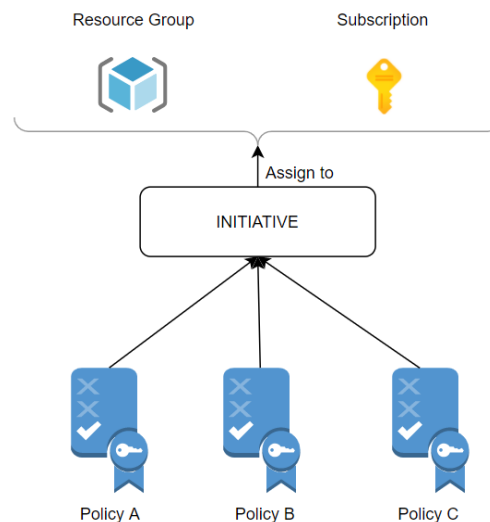 Resource Group
Subscription
Assign to
INITIATIVE
Policy A
Policy B
Policy C